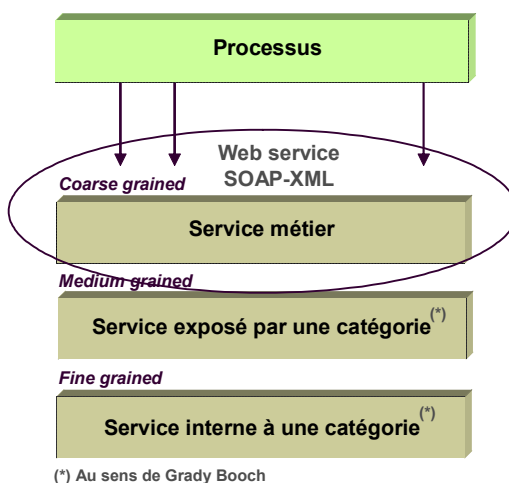 Processus
Web service
SOAP-XML
Coarse grained
Service métier
Medium grained
Service exposé par une catégorie(*)
Fine grained
Service interne à une catégorie(*)
(*) Au sens de Grady Booch